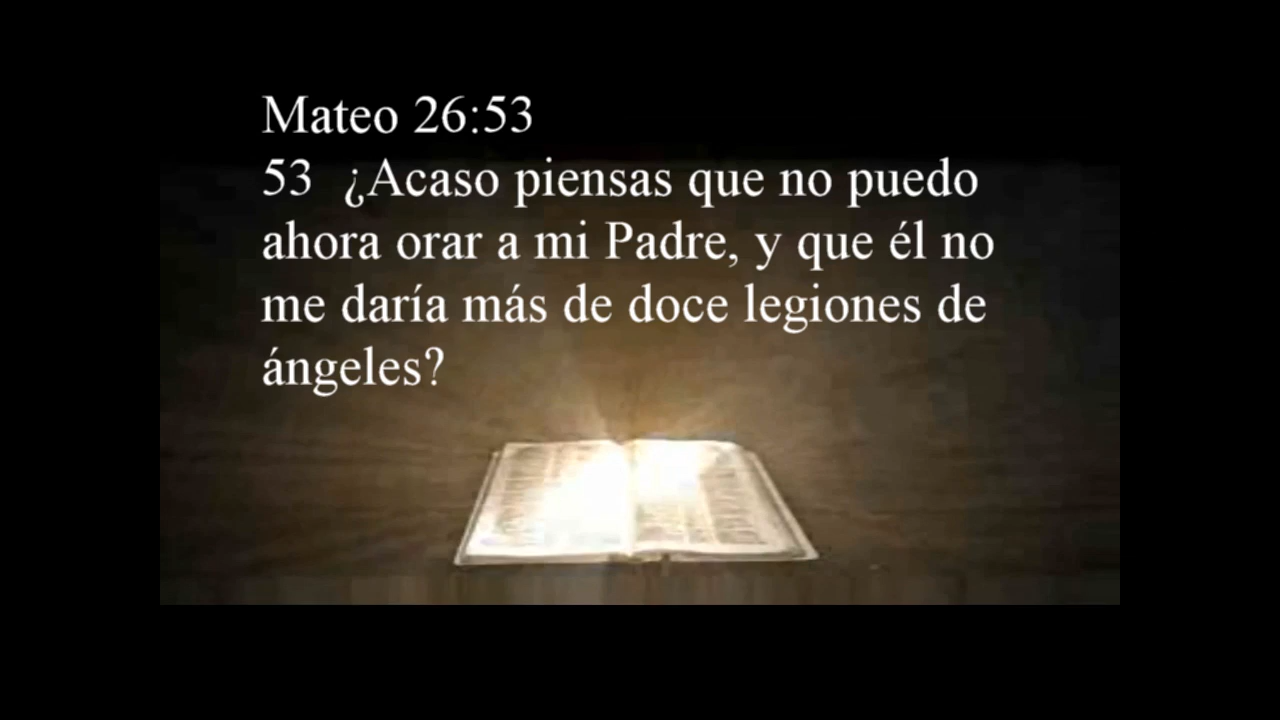 Mateo 26:53
53 ¿Acaso piensas que no puedo
ahora orar a mi Padre, y que él no
me daría más de doce legiones de
ángeles?